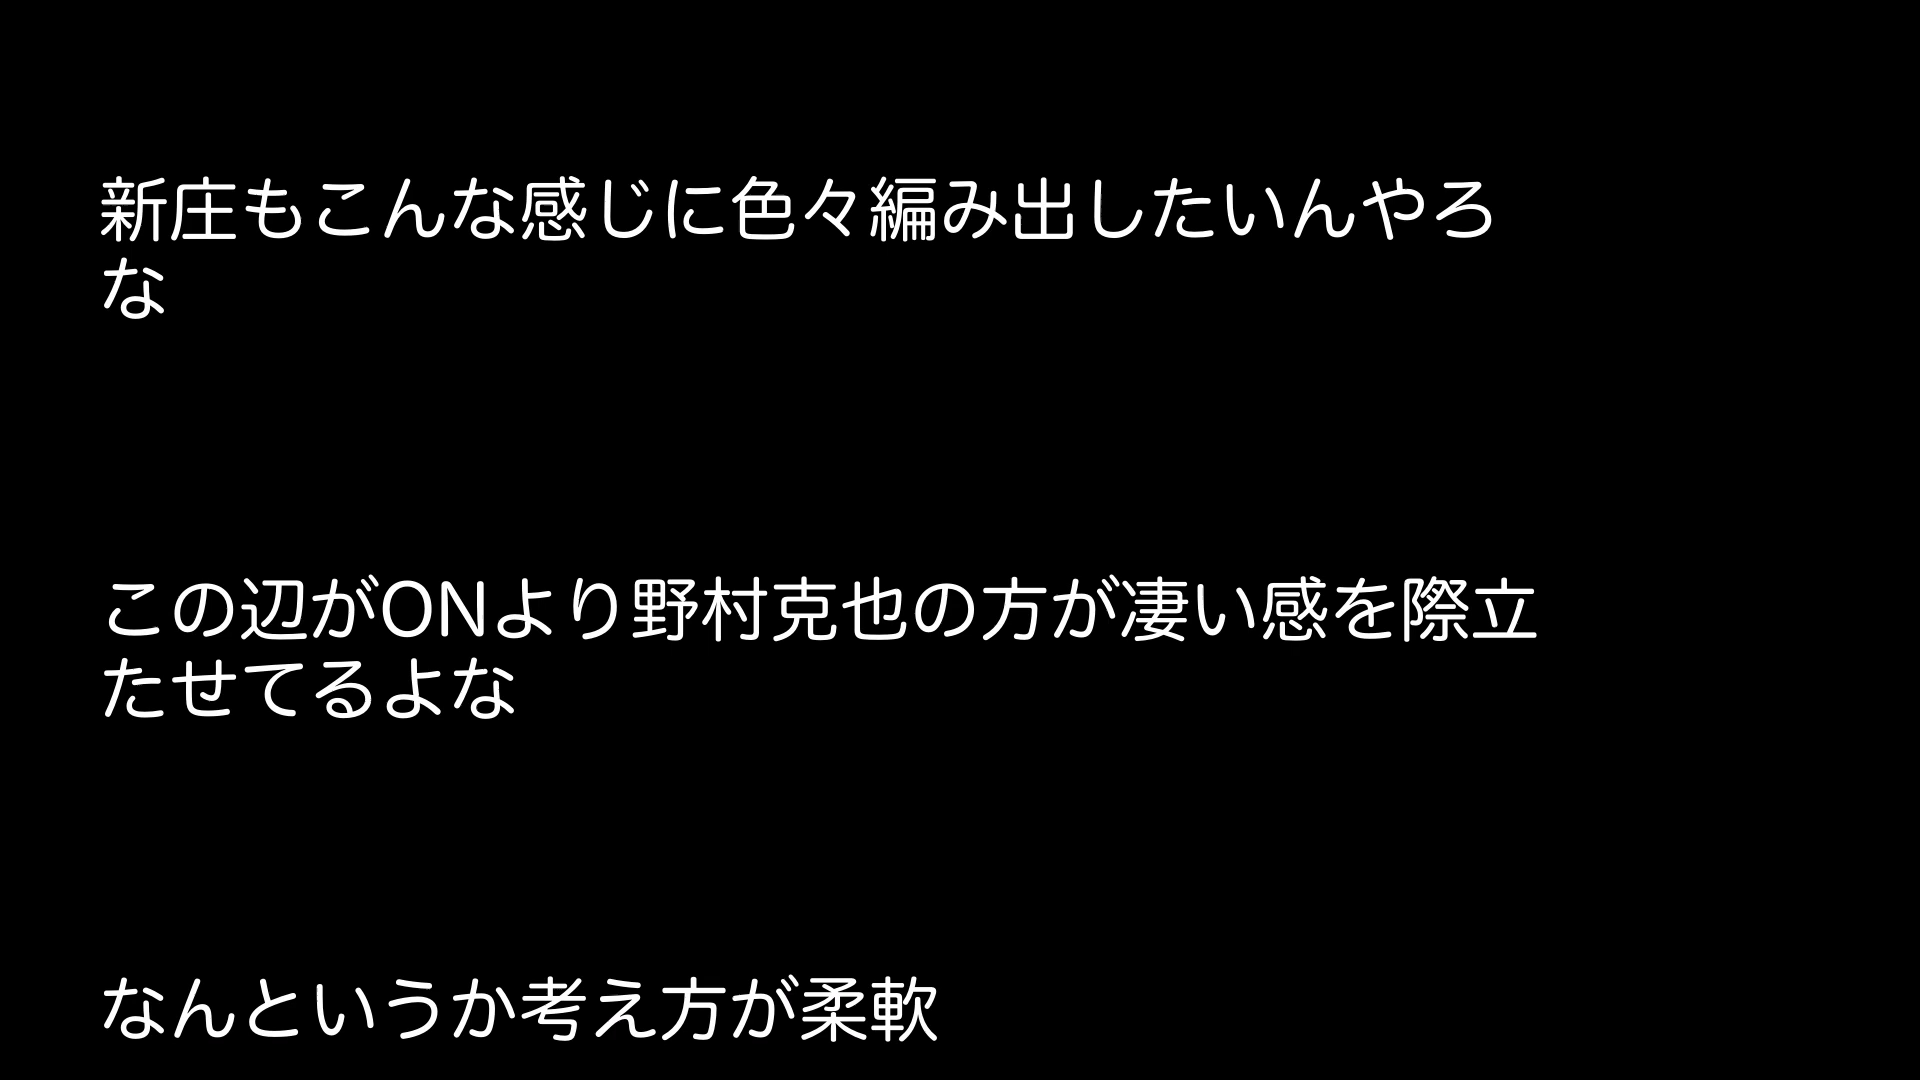 新庄もこんな感じに色々編み出したいんやろ
な
この辺がONより野村克也の方が凄い感を際立
たせてるよな
なんというか考え方が柔軟